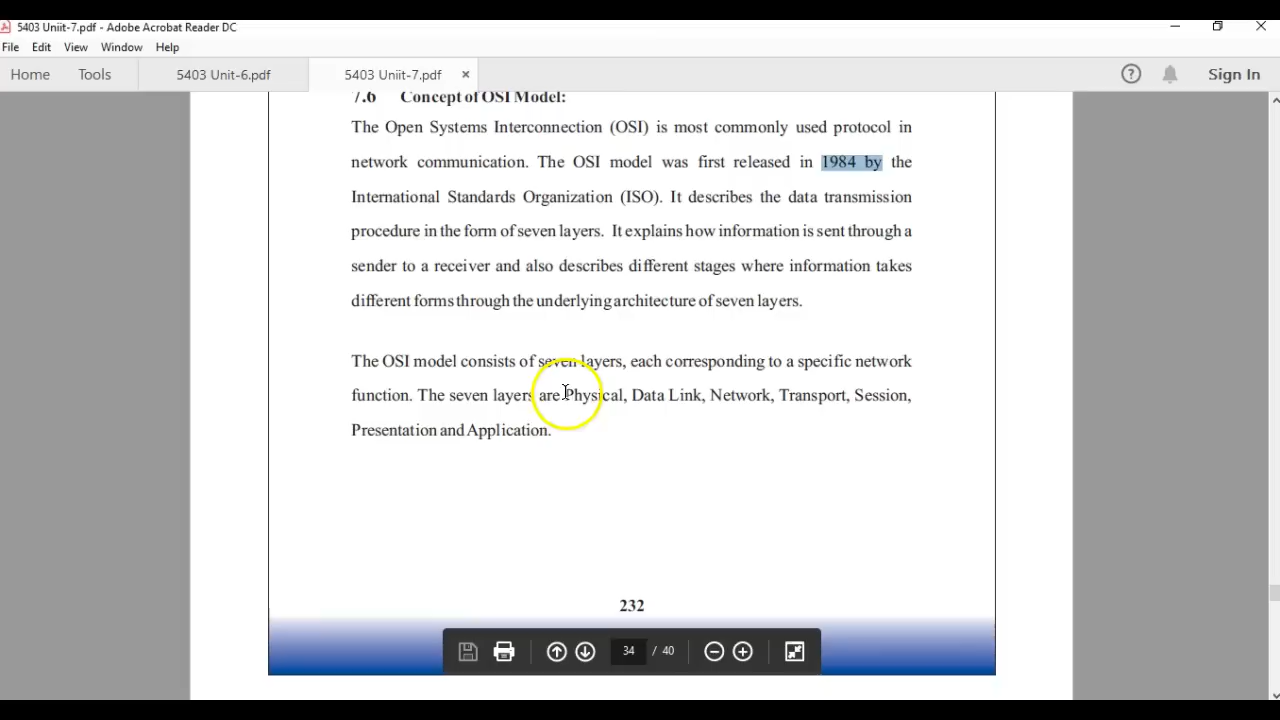 5403 Uniit-7.pdf - Adobe Acrobat Reader DC
File Edit View Window Help
Home Tools 5403 Unit-6.pdf 5403 Uniit-7.pdf × ? Sign In
7.6 Concept of OSI Model:
The Open Systems Interconnection (OSI) is most commonly used protocol in
network communication. The OSI model was first released in 1984 by the
International Standards Organization (ISO). It describes the data transmission
procedure in the form of seven layers. It explains how information is sent through a
sender to a receiver and also describes different stages where information takes
different forms through the underlying architecture of seven layers.
The OSI model consists of seven layers, each corresponding to a specific network
function. The seven layers are Physical, Data Link, Network, Transport, Session,
Presentation and Application.
232
34 / 40